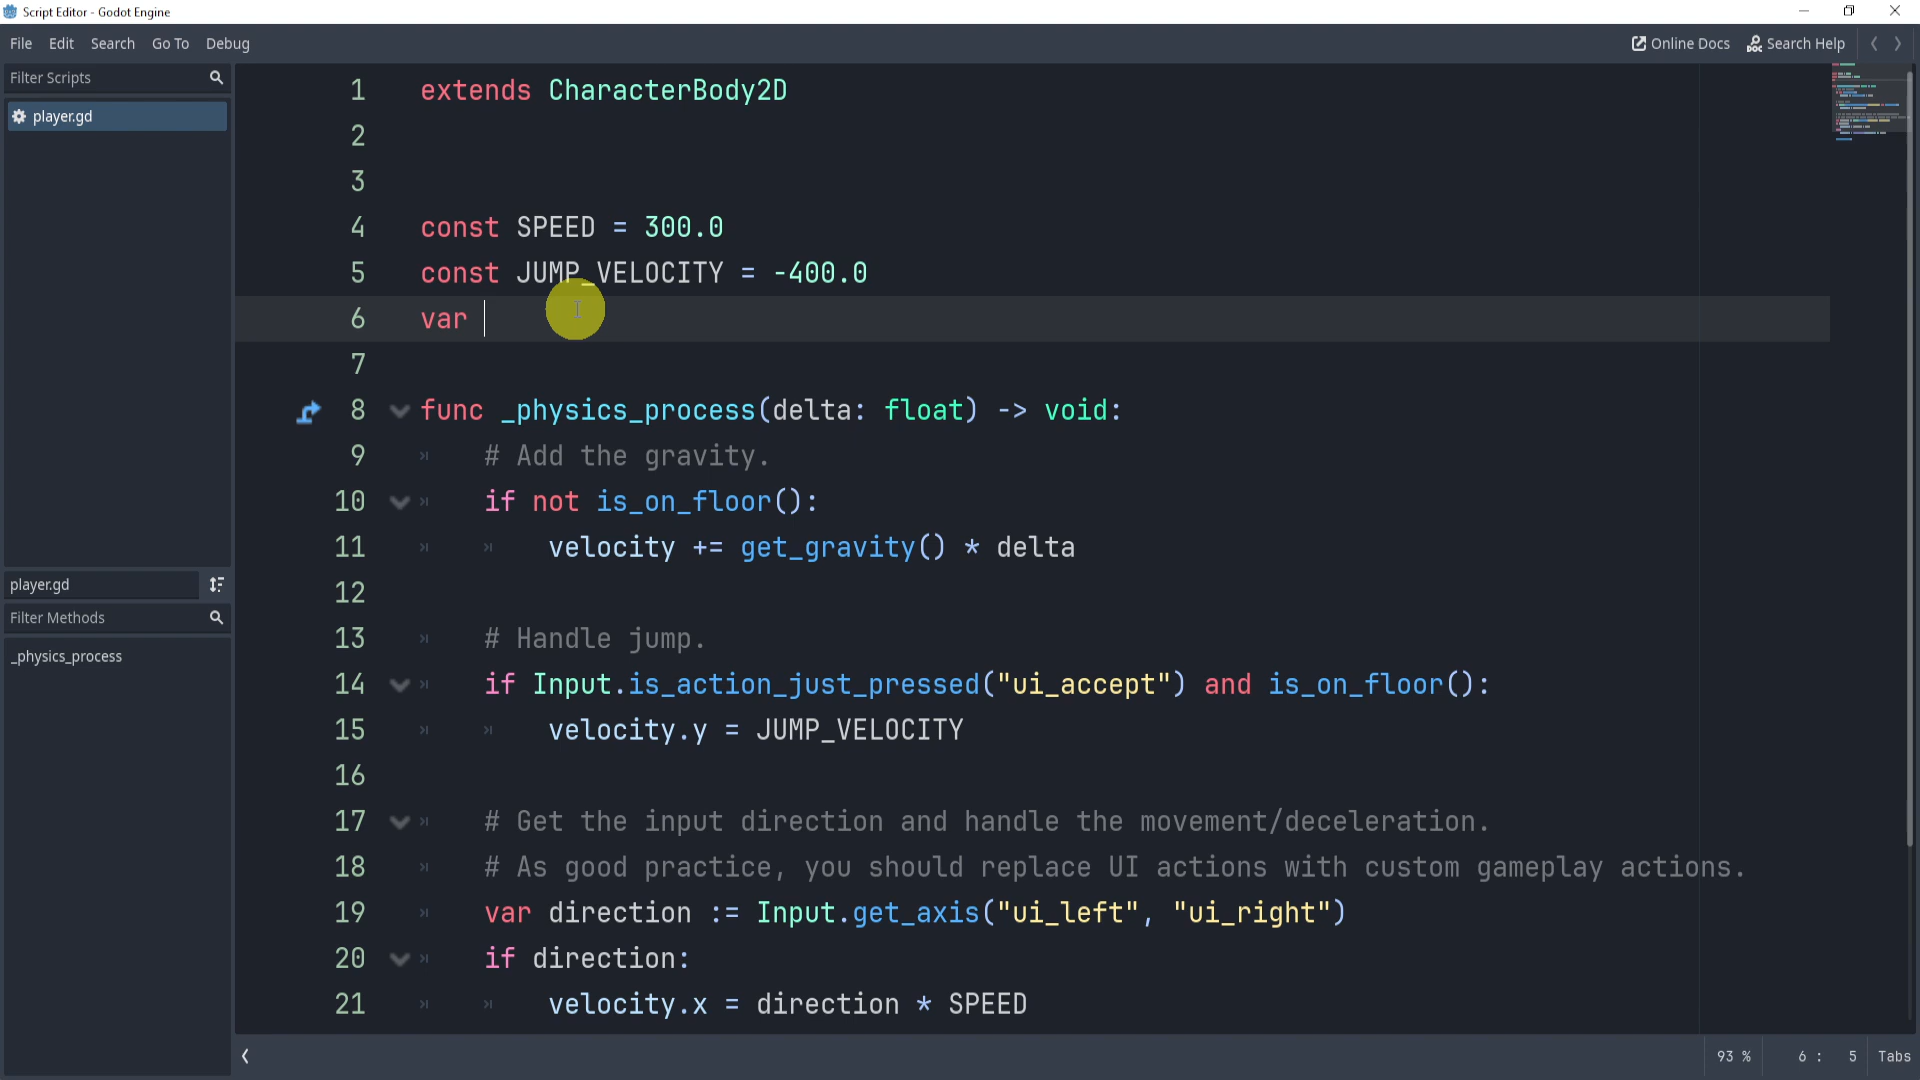 Script Editor - Godot Engine
File Edit Search Go To Debug
Online Docs Search Help
Filter Scripts
player.gd
player.gd
Filter Methods
_physics_process
1 extends CharacterBody2D
2
3
4 const SPEED = 300.0
5 const JUMP_VELOCITY = -400.0
6 var
7
8 func _physics_process(delta: float) -> void:
9 # Add the gravity.
10 if not is_on_floor():
11 velocity += get_gravity() * delta
12
13 # Handle jump.
14 if Input.is_action_just_pressed("ui_accept") and is_on_floor():
15 velocity.y = JUMP_VELOCITY
16
17 # Get the input direction and handle the movement/deceleration.
18 # As good practice, you should replace UI actions with custom gameplay actions.
19 var direction := Input.get_axis("ui_left", "ui_right")
20 if direction:
21 velocity.x = direction * SPEED
93 % 6 : 5 Tabs